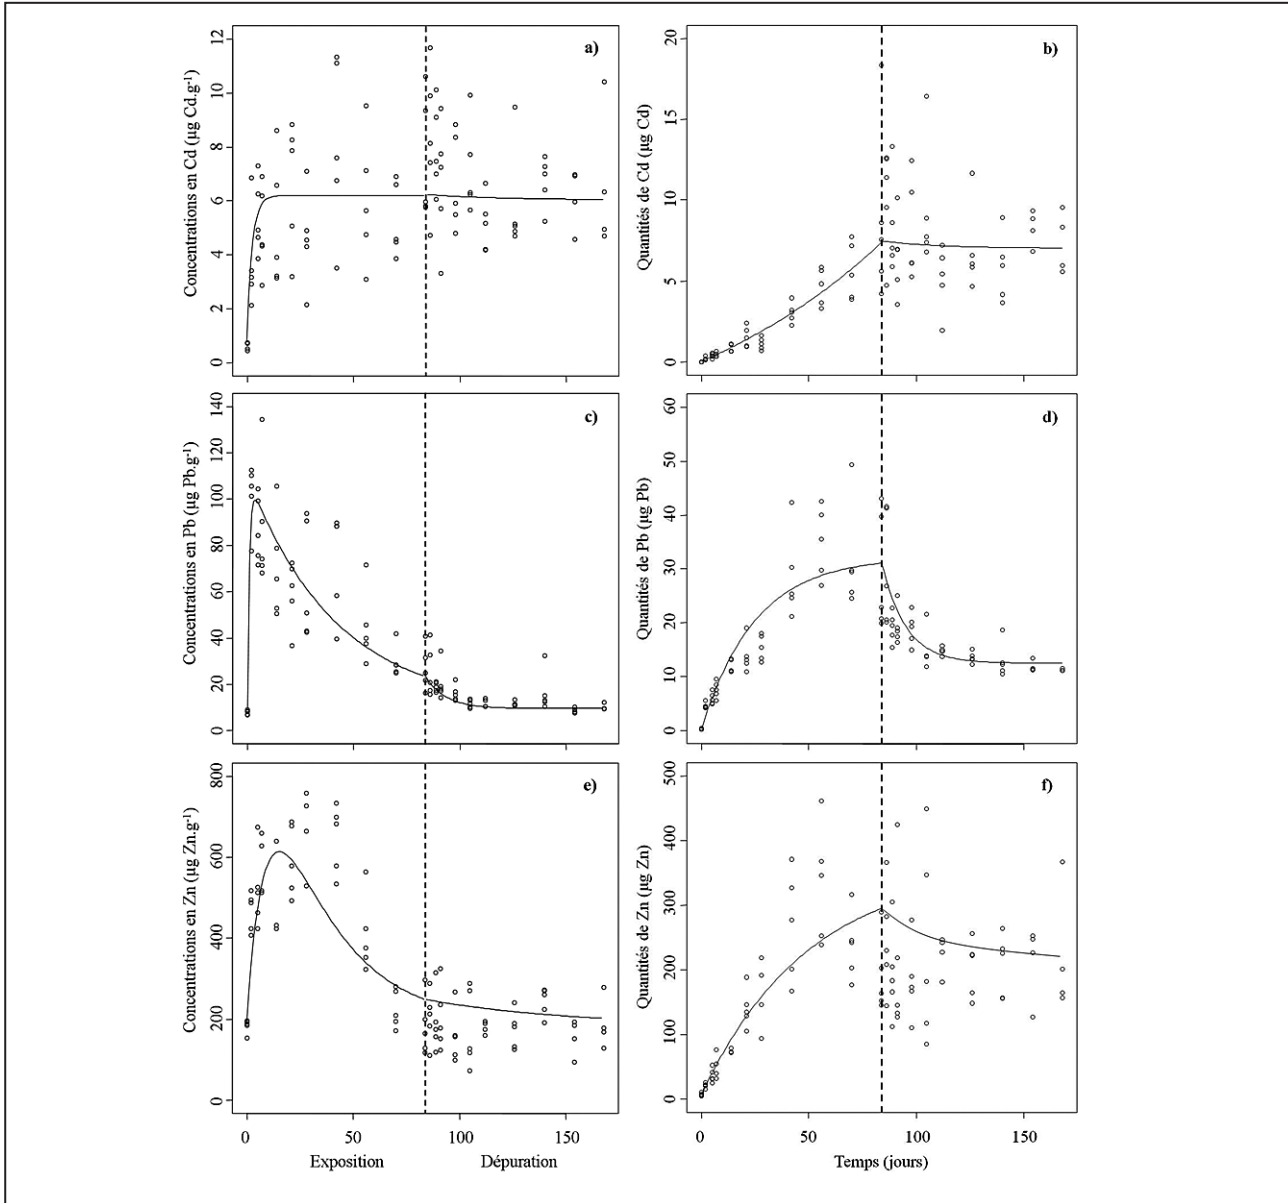 a)
Concentrations en Cd (µg Cd.g-1)
0 2 4 6 8 10 12
b)
Quantités de Cd (µg Cd)
0 5 10 15 20
c)
Concentrations en Pb (µg Pb.g-1)
0 20 40 60 80 100 120 140
d)
Quantités de Pb (µg Pb)
0 10 20 30 40 50 60
e)
Concentrations en Zn (µg Zn.g-1)
0 200 400 600 800
f)
Quantités de Zn (µg Zn)
0 100 200 300 400 500
0 50 100 150
Exposition Dépuration
0 50 100 150
Temps (jours)